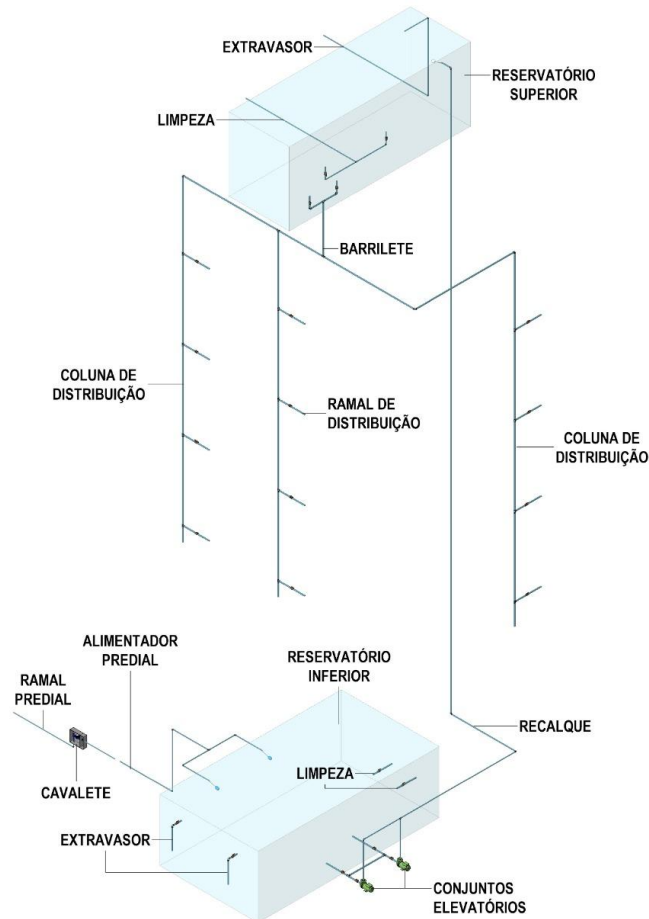 EXTRAVASOR
RESERVATÓRIO
SUPERIOR
LIMPEZA
BARRILETE
COLUNA DE
DISTRIBUIÇÃO
RAMAL DE
DISTRIBUIÇÃO
COLUNA DE
DISTRIBUIÇÃO
ALIMENTADOR
PREDIAL
RESERVATÓRIO
INFERIOR
RAMAL
PREDIAL
RECALQUE
LIMPEZA
CAVALETE
EXTRAVASOR
CONJUNTOS
ELEVATÓRIOS